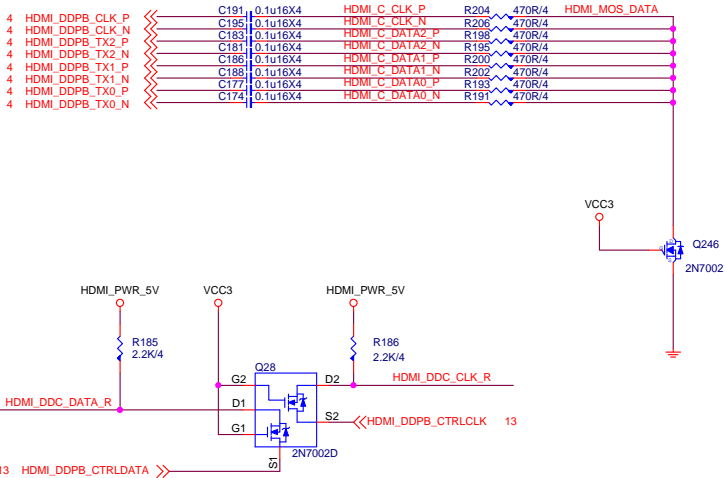 4 HDMI_DDPB_CLK_P C191 0.1u16X4 HDMI_C_CLK_P R204 470R/4 HDMI_MOS_DATA
4 HDMI_DDPB_CLK_N C195 0.1u16X4 HDMI_C_CLK_N R206 470R/4
4 HDMI_DDPB_TX2_P C183 0.1u16X4 HDMI_C_DATA2_P R198 470R/4
4 HDMI_DDPB_TX2_N C181 0.1u16X4 HDMI_C_DATA2_N R195 470R/4
4 HDMI_DDPB_TX1_P C186 0.1u16X4 HDMI_C_DATA1_P R200 470R/4
4 HDMI_DDPB_TX1_N C188 0.1u16X4 HDMI_C_DATA1_N R202 470R/4
4 HDMI_DDPB_TX0_P C177 0.1u16X4 HDMI_C_DATA0_P R193 470R/4
4 HDMI_DDPB_TX0_N C174 0.1u16X4 HDMI_C_DATA0_N R191 470R/4
VCC3
Q246
2N7002
HDMI_PWR_5V VCC3 HDMI_PWR_5V
R185 R186
2.2K/4 2.2K/4
Q28
G2 D2 HDMI_DDC_CLK_R
HDMI_DDC_DATA_R D1
S2 HDMI_DDPB_CTRLCLK 13
G1
2N7002D
S1
13 HDMI_DDPB_CTRLDATA